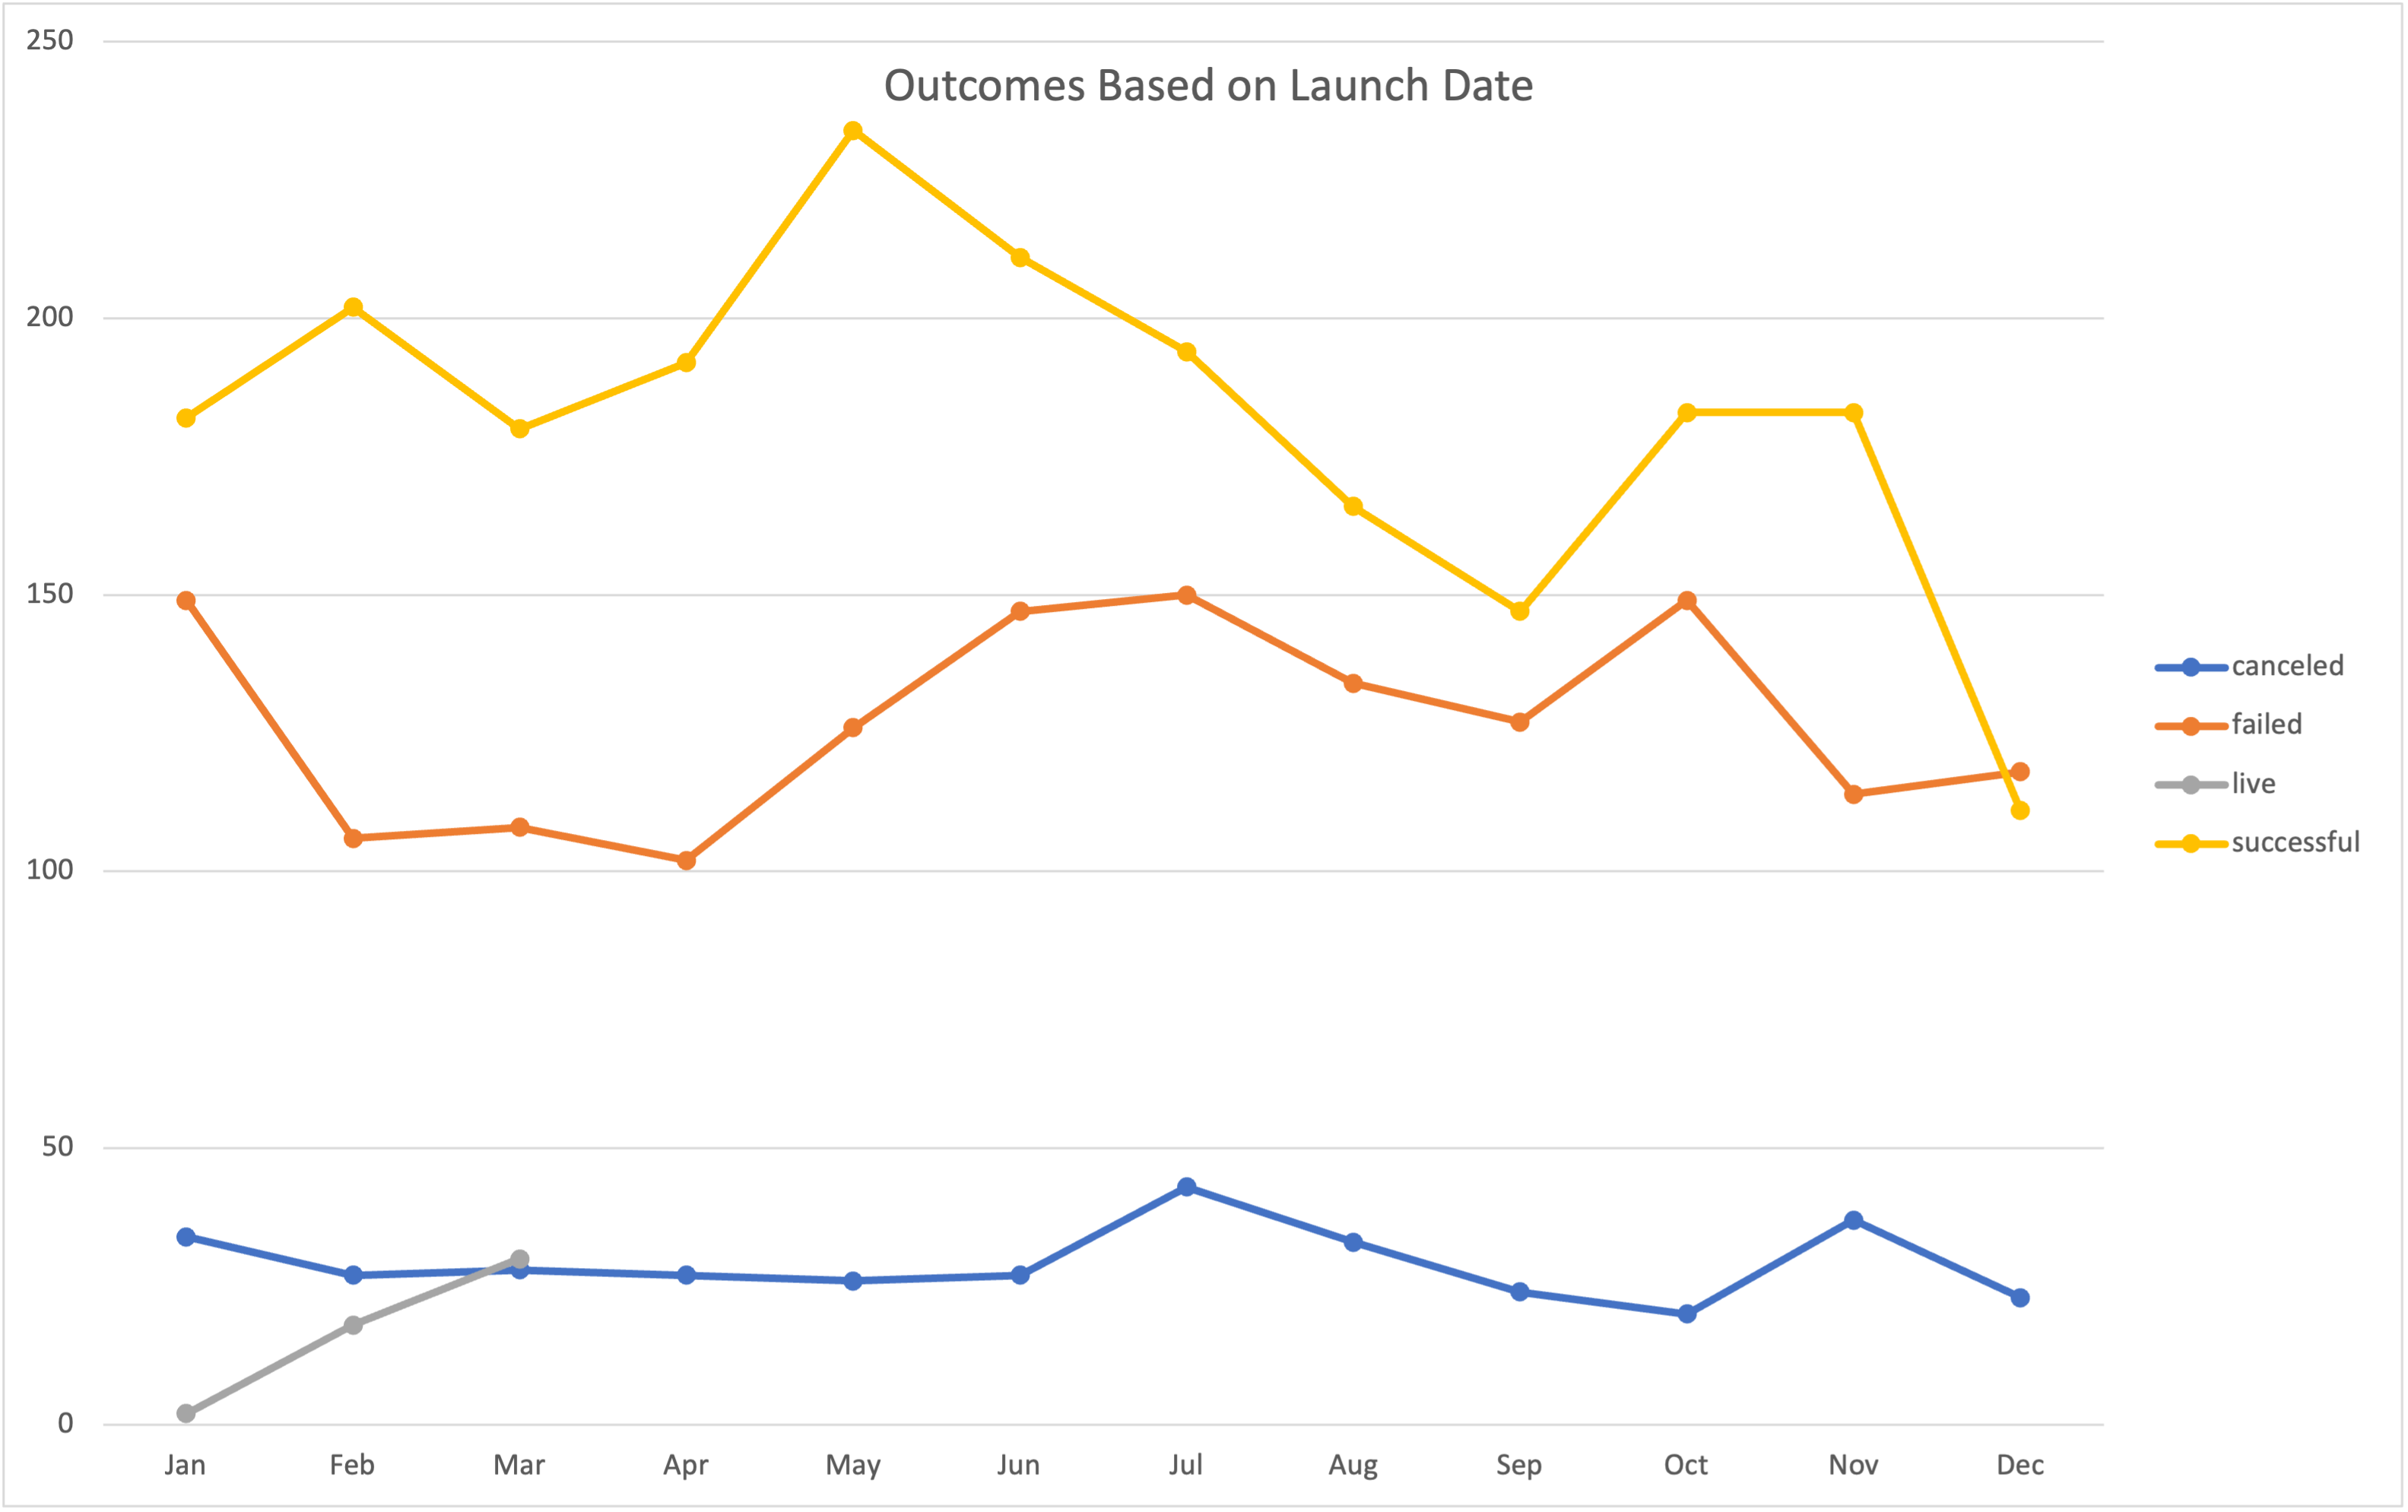 Outcomes Based on Launch Date
250
200
150
100
50
0
Jan Feb Mar Apr May Jun Jul Aug Sep Oct Nov Dec
canceled
failed
live
successful